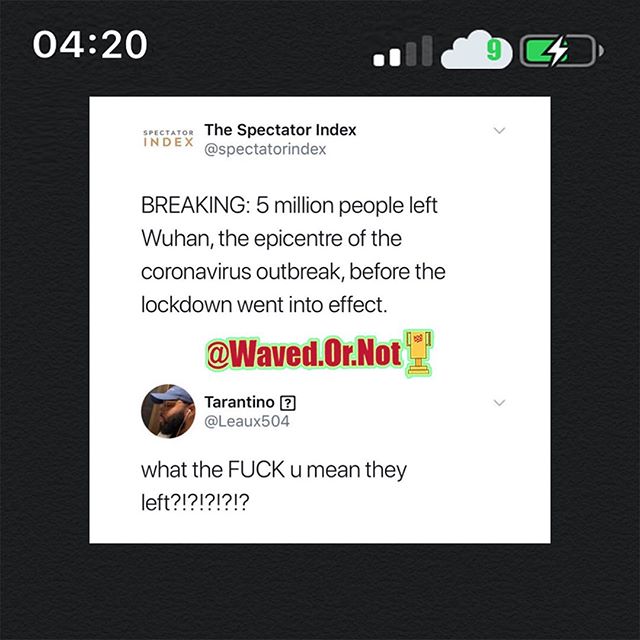 04:20
9
SPECTATOR
INDEX
The Spectator Index
@spectatorindex
BREAKING: 5 million people left
Wuhan, the epicentre of the
coronavirus outbreak, before the
lockdown went into effect.
@Waved.Or.Not
Tarantino ?
@Leaux504
what the FUCK u mean they
left?!?!?!?!?